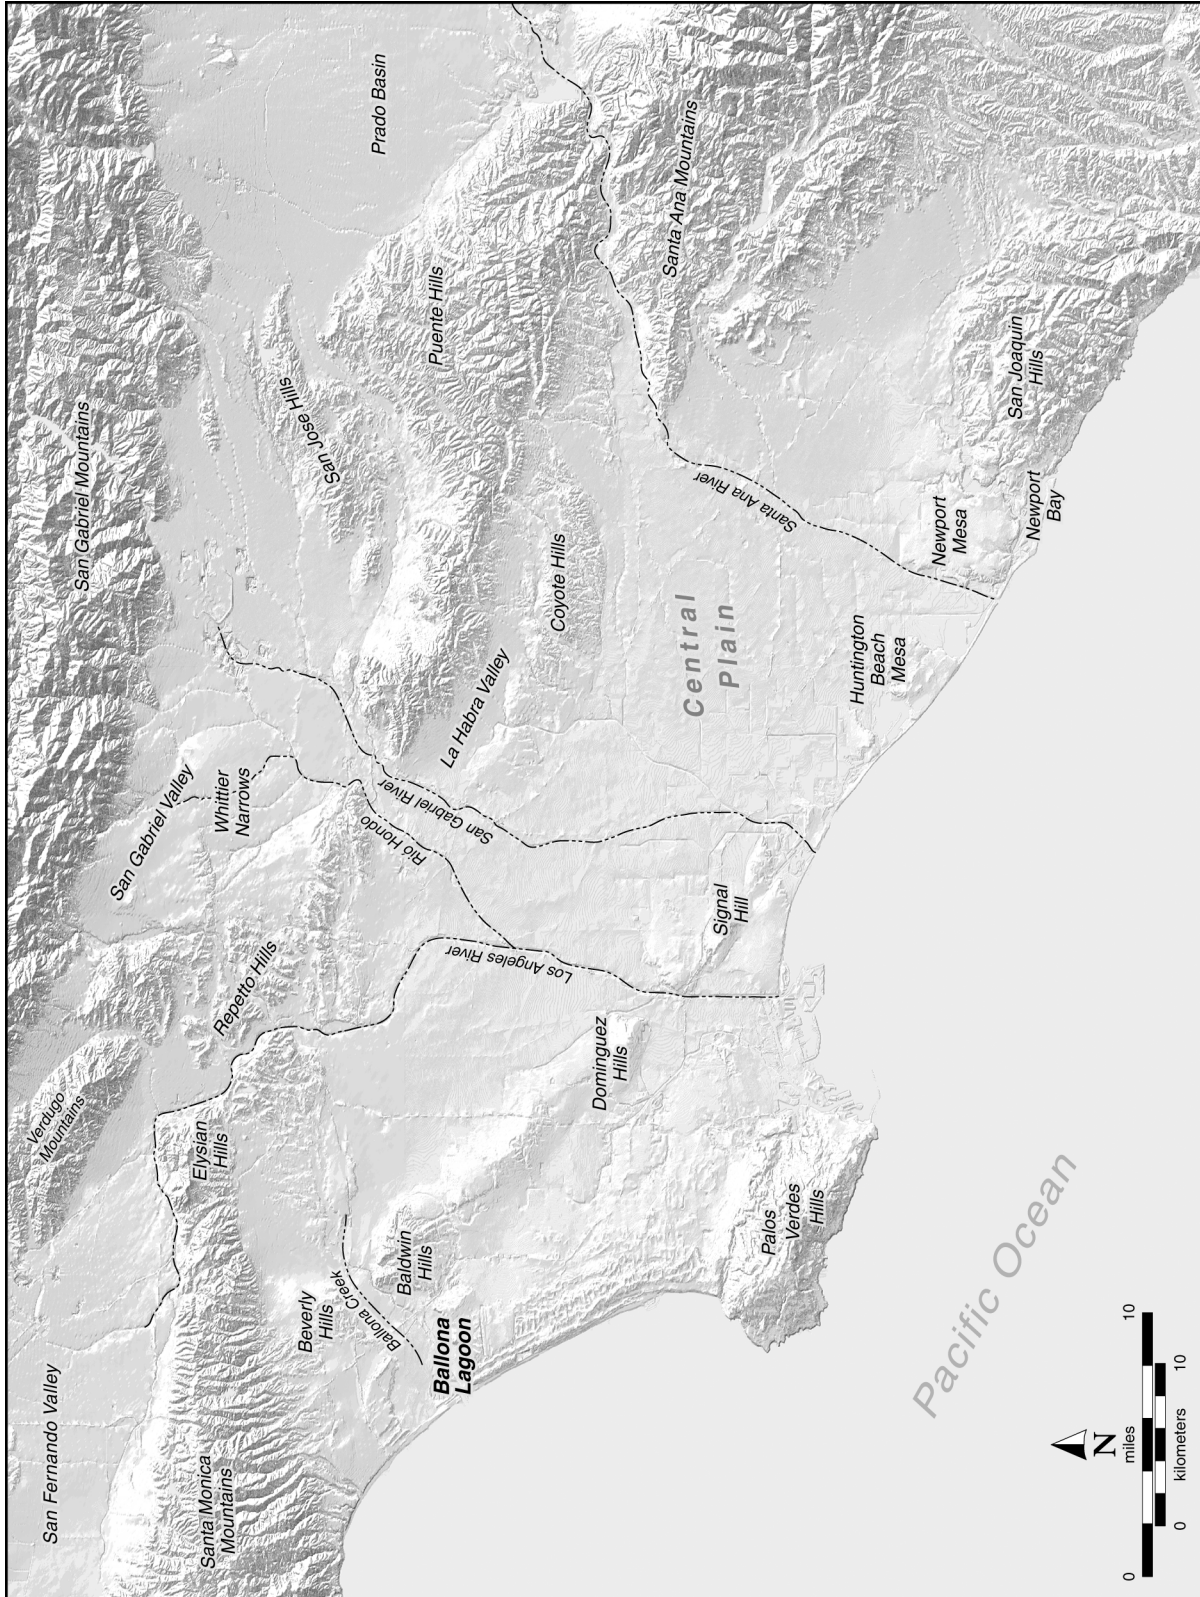 San Fernando Valley
Verdugo
Mountains
San Gabriel Mountains
San Gabriel Valley
Whittier
Narrows
Santa Monica
Mountains
Elysian
Hills
Repetto Hills
San Jose Hills
Prado Basin
Beverly
Hills
Ballona Creek
Baldwin
Hills
Ballona
Lagoon
Los Angeles River
Rio Hondo
San Gabriel River
La Habra Valley
Puente Hills
Coyote Hills
Santa Ana Mountains
Santa Ana River
Dominguez
Hills
Signal
Hill
Central
Plain
Palos
Verdes
Hills
Huntington
Beach
Mesa
Newport
Mesa
Newport
Bay
San Joaquin
Hills
Pacific Ocean
N
0
miles
10
0
kilometers
10